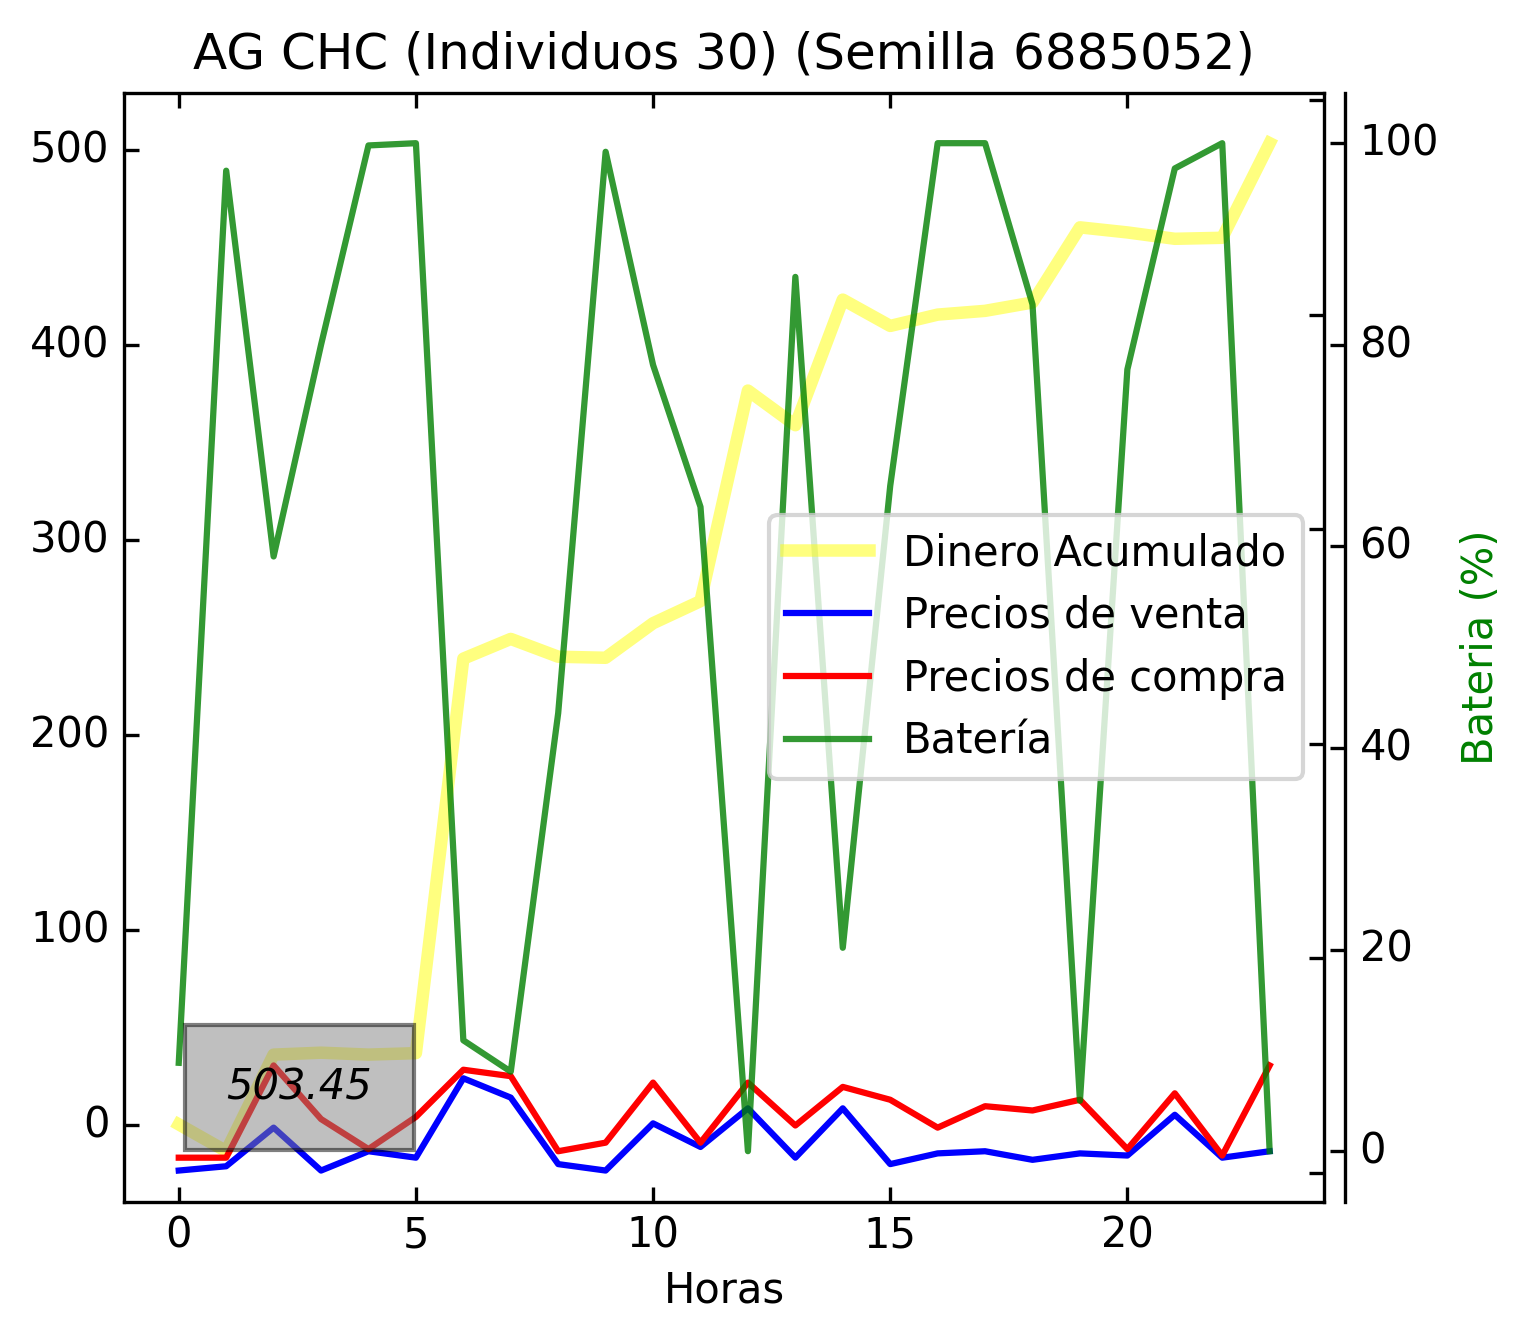 AG CHC (Individuos 30) (Semilla 6885052)
500
400
300
200
100
0
503.45
Dinero Acumulado
Precios de venta
Precios de compra
Batería
100
80
60
40
20
0
Bateria (%)
0 5 10 15 20
Horas